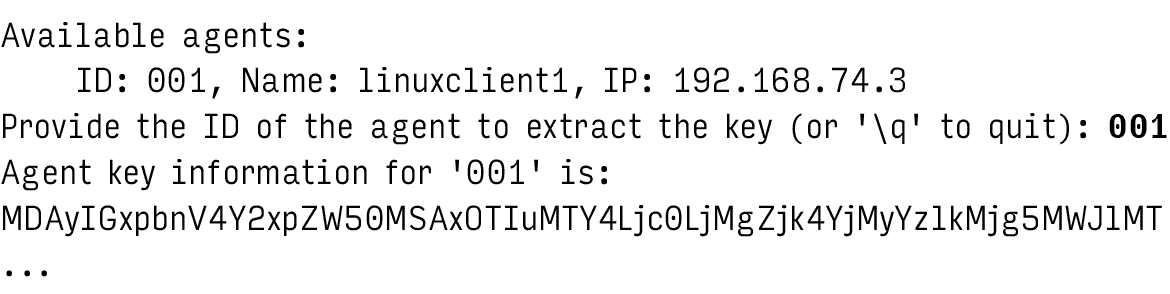 Available agents:
ID: 001, Name: linuxclient1, IP: 192.168.74.3
Provide the ID of the agent to extract the key (or '\q' to quit): 001
Agent key information for '001' is:
MDAyIGxpbnV4Y2xpZW50MSAxOTIuMTY4Ljc0LjMgZjk4YjMyYzlkMjg5MWJlMT
...